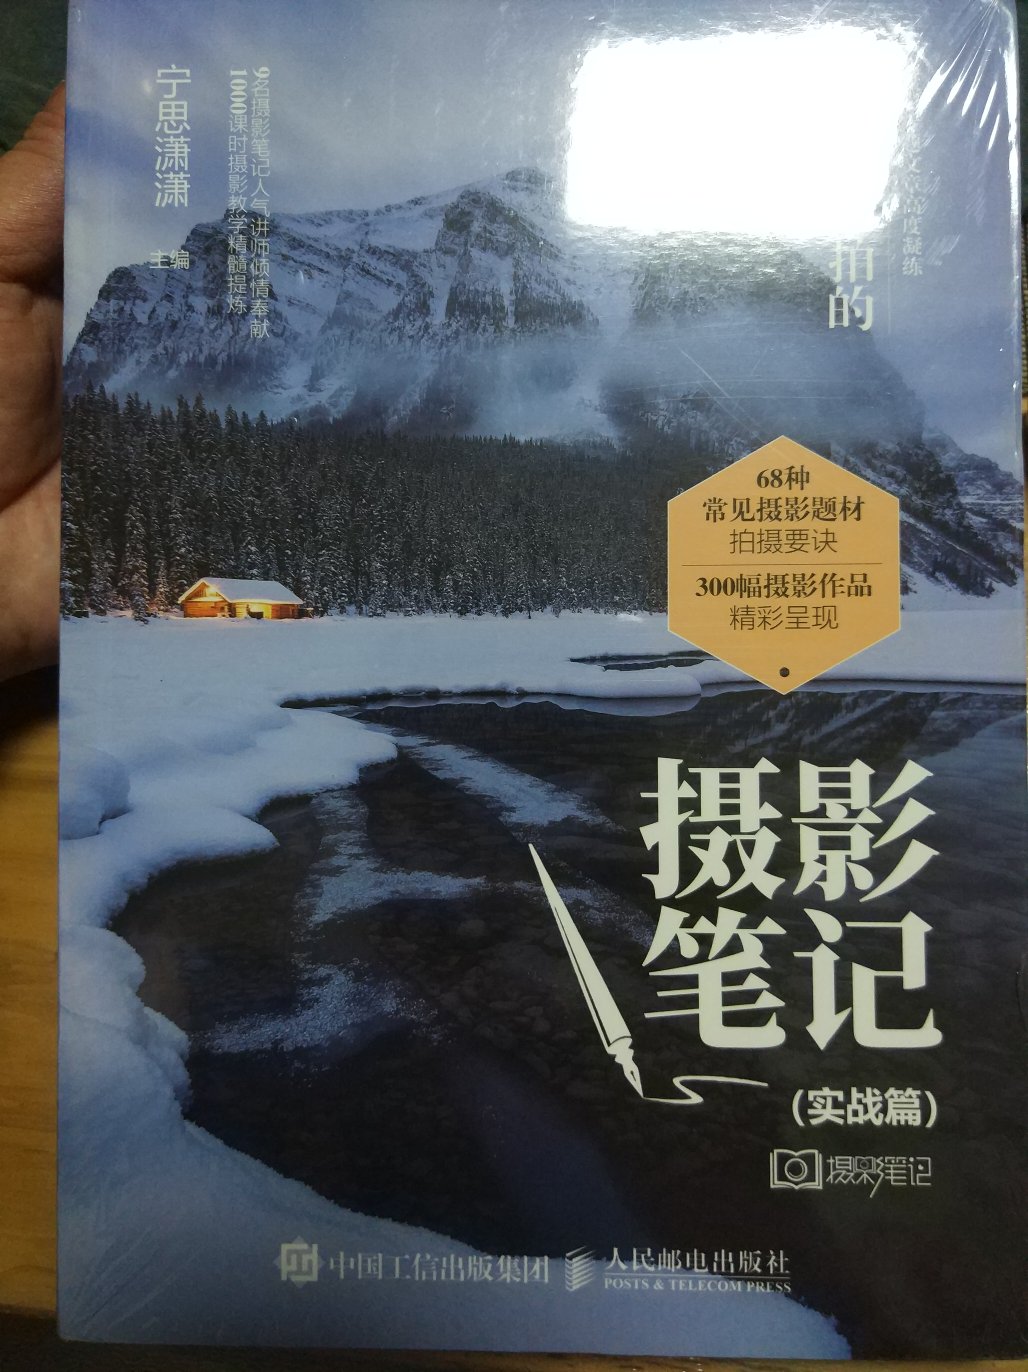 宁思潇潇
主编
9名摄影笔记人气讲师倾情奉献
1000课时摄影教学精髓提炼
高度凝练
拍的
68种
常见摄影题材
拍摄要诀
300幅摄影作品
精彩呈现
摄影
笔记
(实战篇)
摄影笔记
中国工信出版集团
人民邮电出版社
POSTS & TELECOM PRESS